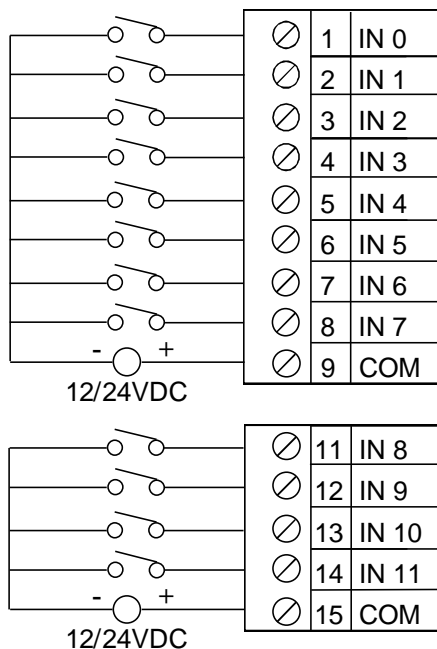 1 IN 0
2 IN 1
3 IN 2
4 IN 3
5 IN 4
6 IN 5
7 IN 6
8 IN 7
- + 9 COM
12/24VDC
11 IN 8
12 IN 9
13 IN 10
14 IN 11
- + 15 COM
12/24VDC